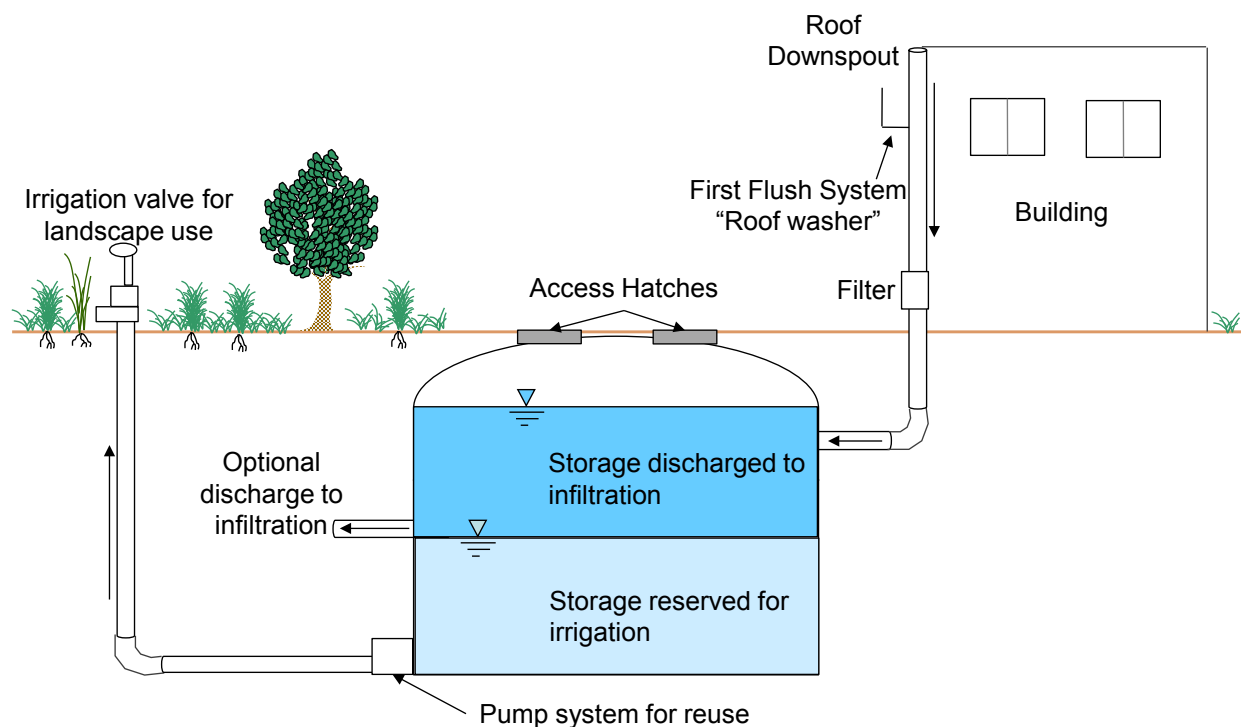 Roof
Downspout
First Flush System
“Roof washer”
Building
Irrigation valve for
landscape use
Filter
Access Hatches
Storage discharged to
infiltration
Optional
discharge to
infiltration
Storage reserved for
irrigation
Pump system for reuse